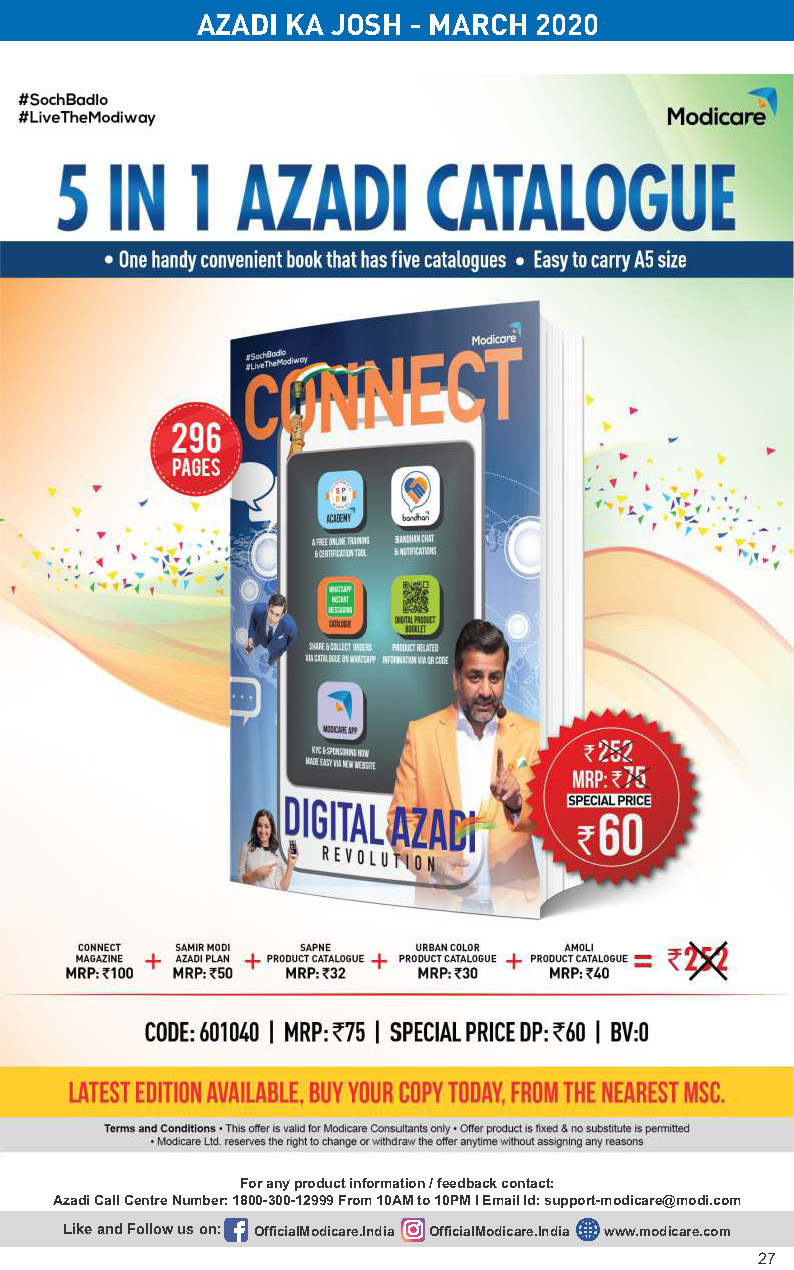 AZADI KA JOSH - MARCH 2020
#SochBadlo
#LiveTheModiway
Modicare
5 IN 1 AZADI CATALOGUE
• One handy convenient book that has five catalogues • Easy to carry A5 size
#SochBadlo
#LiveTheModiway
Modicare
CONNECT
296
PAGES
SPBM
ACADEMY
A FREE ONLINE TRAINING
& CERTIFICATION TOOL
bandhan
BANDHAN CHAT
& NOTIFICATIONS
WHATSAPP
INSTANT
MESSAGING
CATALOGUE
SHARE & COLLECT ORDERS
VIA CATALOGUE ON WHATSAPP
DIGITAL PRODUCT
BOOKLET
PRODUCT RELATED
INFORMATION VIA QR CODE
MODICARE APP
KYC & SPONSORING NOW
MADE EASY VIA NEW WEBSITE
DIGITAL AZADI
REVOLUTION
₹252
MRP: ₹75
SPECIAL PRICE
₹60
CONNECT
MAGAZINE
MRP: ₹100
+
SAMIR MODI
AZADI PLAN
MRP: ₹50
+
SAPNE
PRODUCT CATALOGUE
MRP: ₹32
+
URBAN COLOR
PRODUCT CATALOGUE
MRP: ₹30
+
AMOLI
PRODUCT CATALOGUE
MRP: ₹40
= ₹252
CODE: 601040 | MRP: ₹75 | SPECIAL PRICE DP: ₹60 | BV:0
LATEST EDITION AVAILABLE, BUY YOUR COPY TODAY, FROM THE NEAREST MSC.
Terms and Conditions • This offer is valid for Modicare Consultants only • Offer product is fixed & no substitute is permitted
• Modicare Ltd. reserves the right to change or withdraw the offer anytime without assigning any reasons
For any product information / feedback contact:
Azadi Call Centre Number: 1800-300-12999 From 10AM to 10PM I Email Id: support-modicare@modi.com
Like and Follow us on: OfficialModicare.India OfficialModicare.India www.modicare.com
27